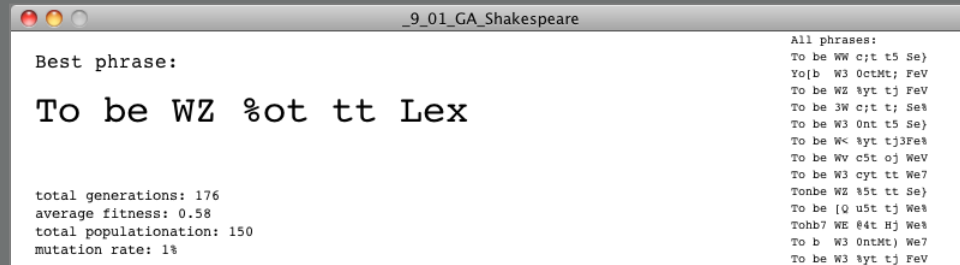 _9_01_GA_Shakespeare
Best phrase:
To be WZ %ot tt Lex
total generations: 176
average fitness: 0.58
total populationation: 150
mutation rate: 1%
All phrases:
To be WW c;t t5 Se}
Yo[b  W3 0ctMt; FeV
To be WZ %yt tj FeV
To be 3W c;t t; Se%
To be W3 0nt t5 Se}
To be W< %yt tj3Fe%
To be Wv c5t oj WeV
To be W3 cyt tt We7
Tonbe WZ %5t tt Se}
To be [Q u5t tj We%
Tohb7 WE @4t Hj We%
To b  W3 0ntMt) We7
To be W3 %yt tj FeV